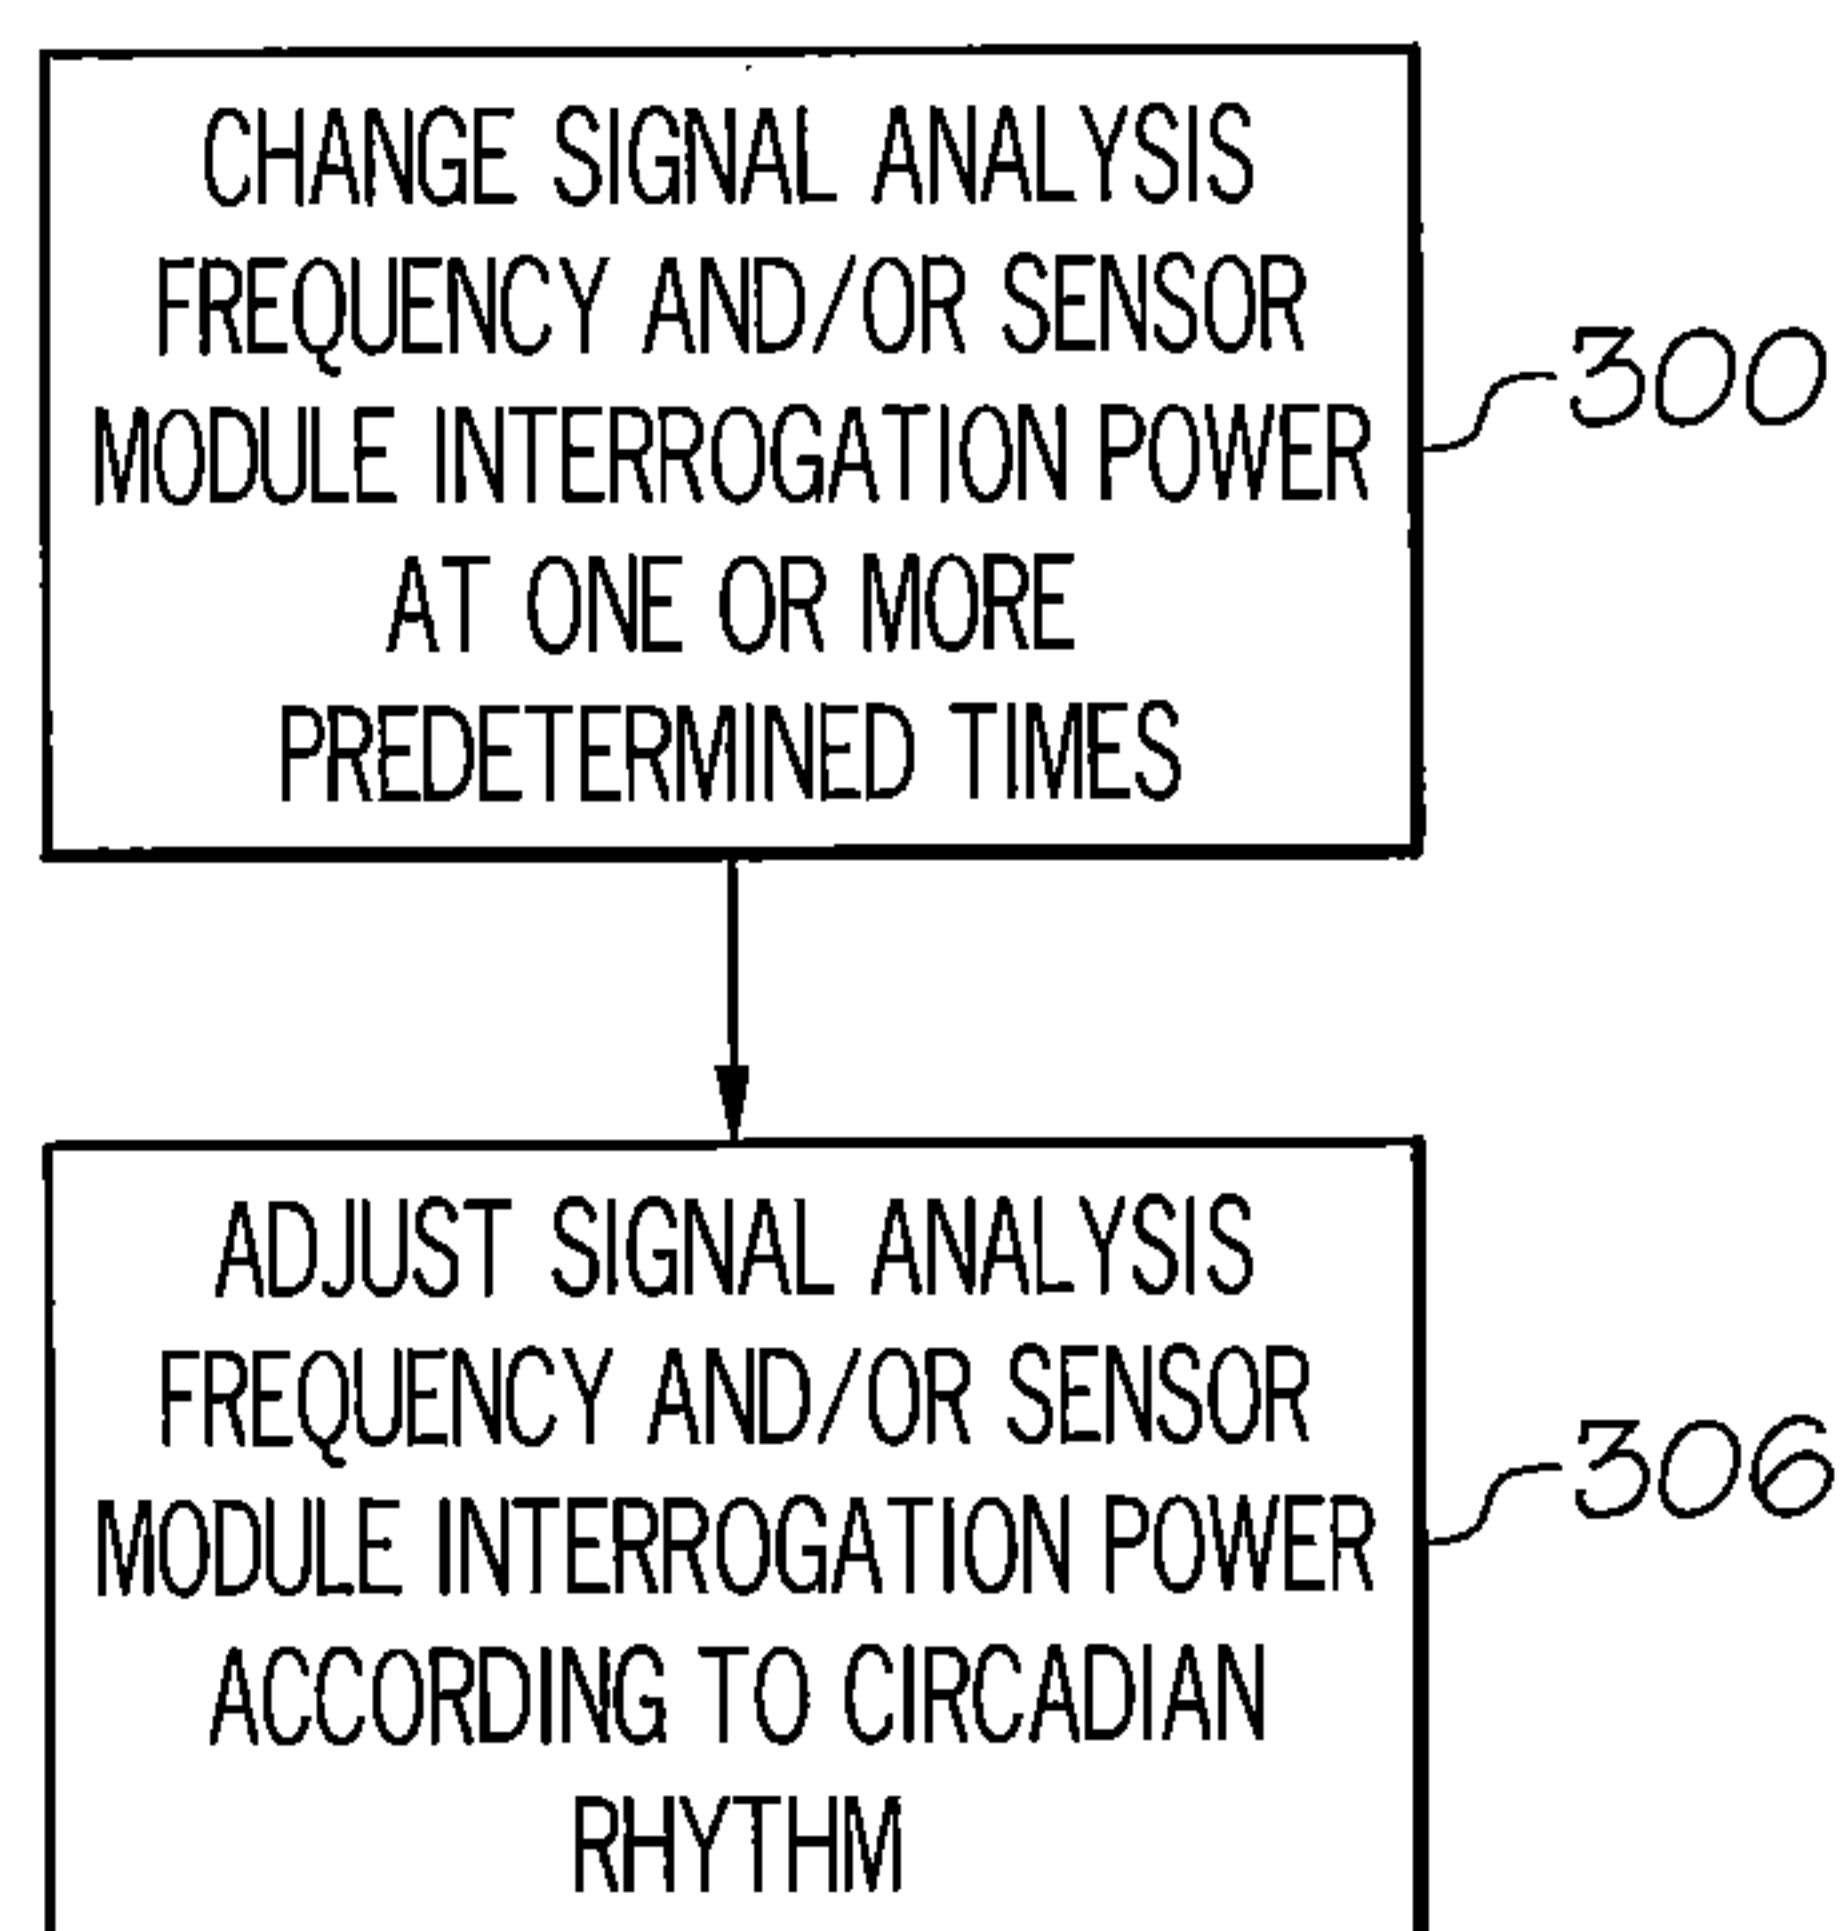 CHANGE SIGNAL ANALYSIS
FREQUENCY AND/OR SENSOR
MODULE INTERROGATION POWER
AT ONE OR MORE
PREDETERMINED TIMES
300
ADJUST SIGNAL ANALYSIS
FREQUENCY AND/OR SENSOR
MODULE INTERROGATION POWER
ACCORDING TO CIRCADIAN
RHYTHM
306